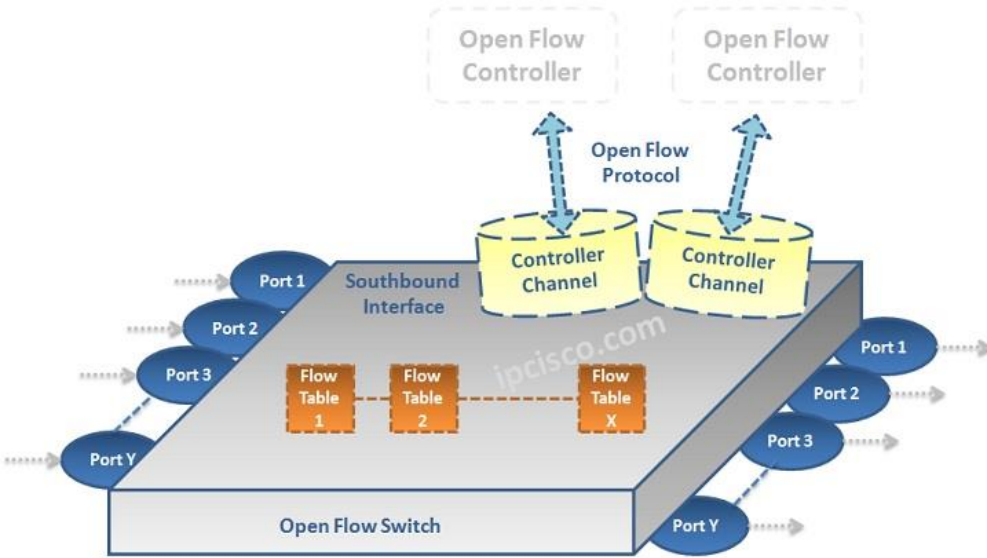 Open Flow
Controller
Open Flow
Controller
Open Flow
Protocol
Controller
Channel
Controller
Channel
Southbound
Interface
Port 1
Port 2
Port 3
Port Y
ipcisco.com
Flow
Table
1
Flow
Table
2
Flow
Table
X
Port 1
Port 2
Port 3
Port Y
Open Flow Switch